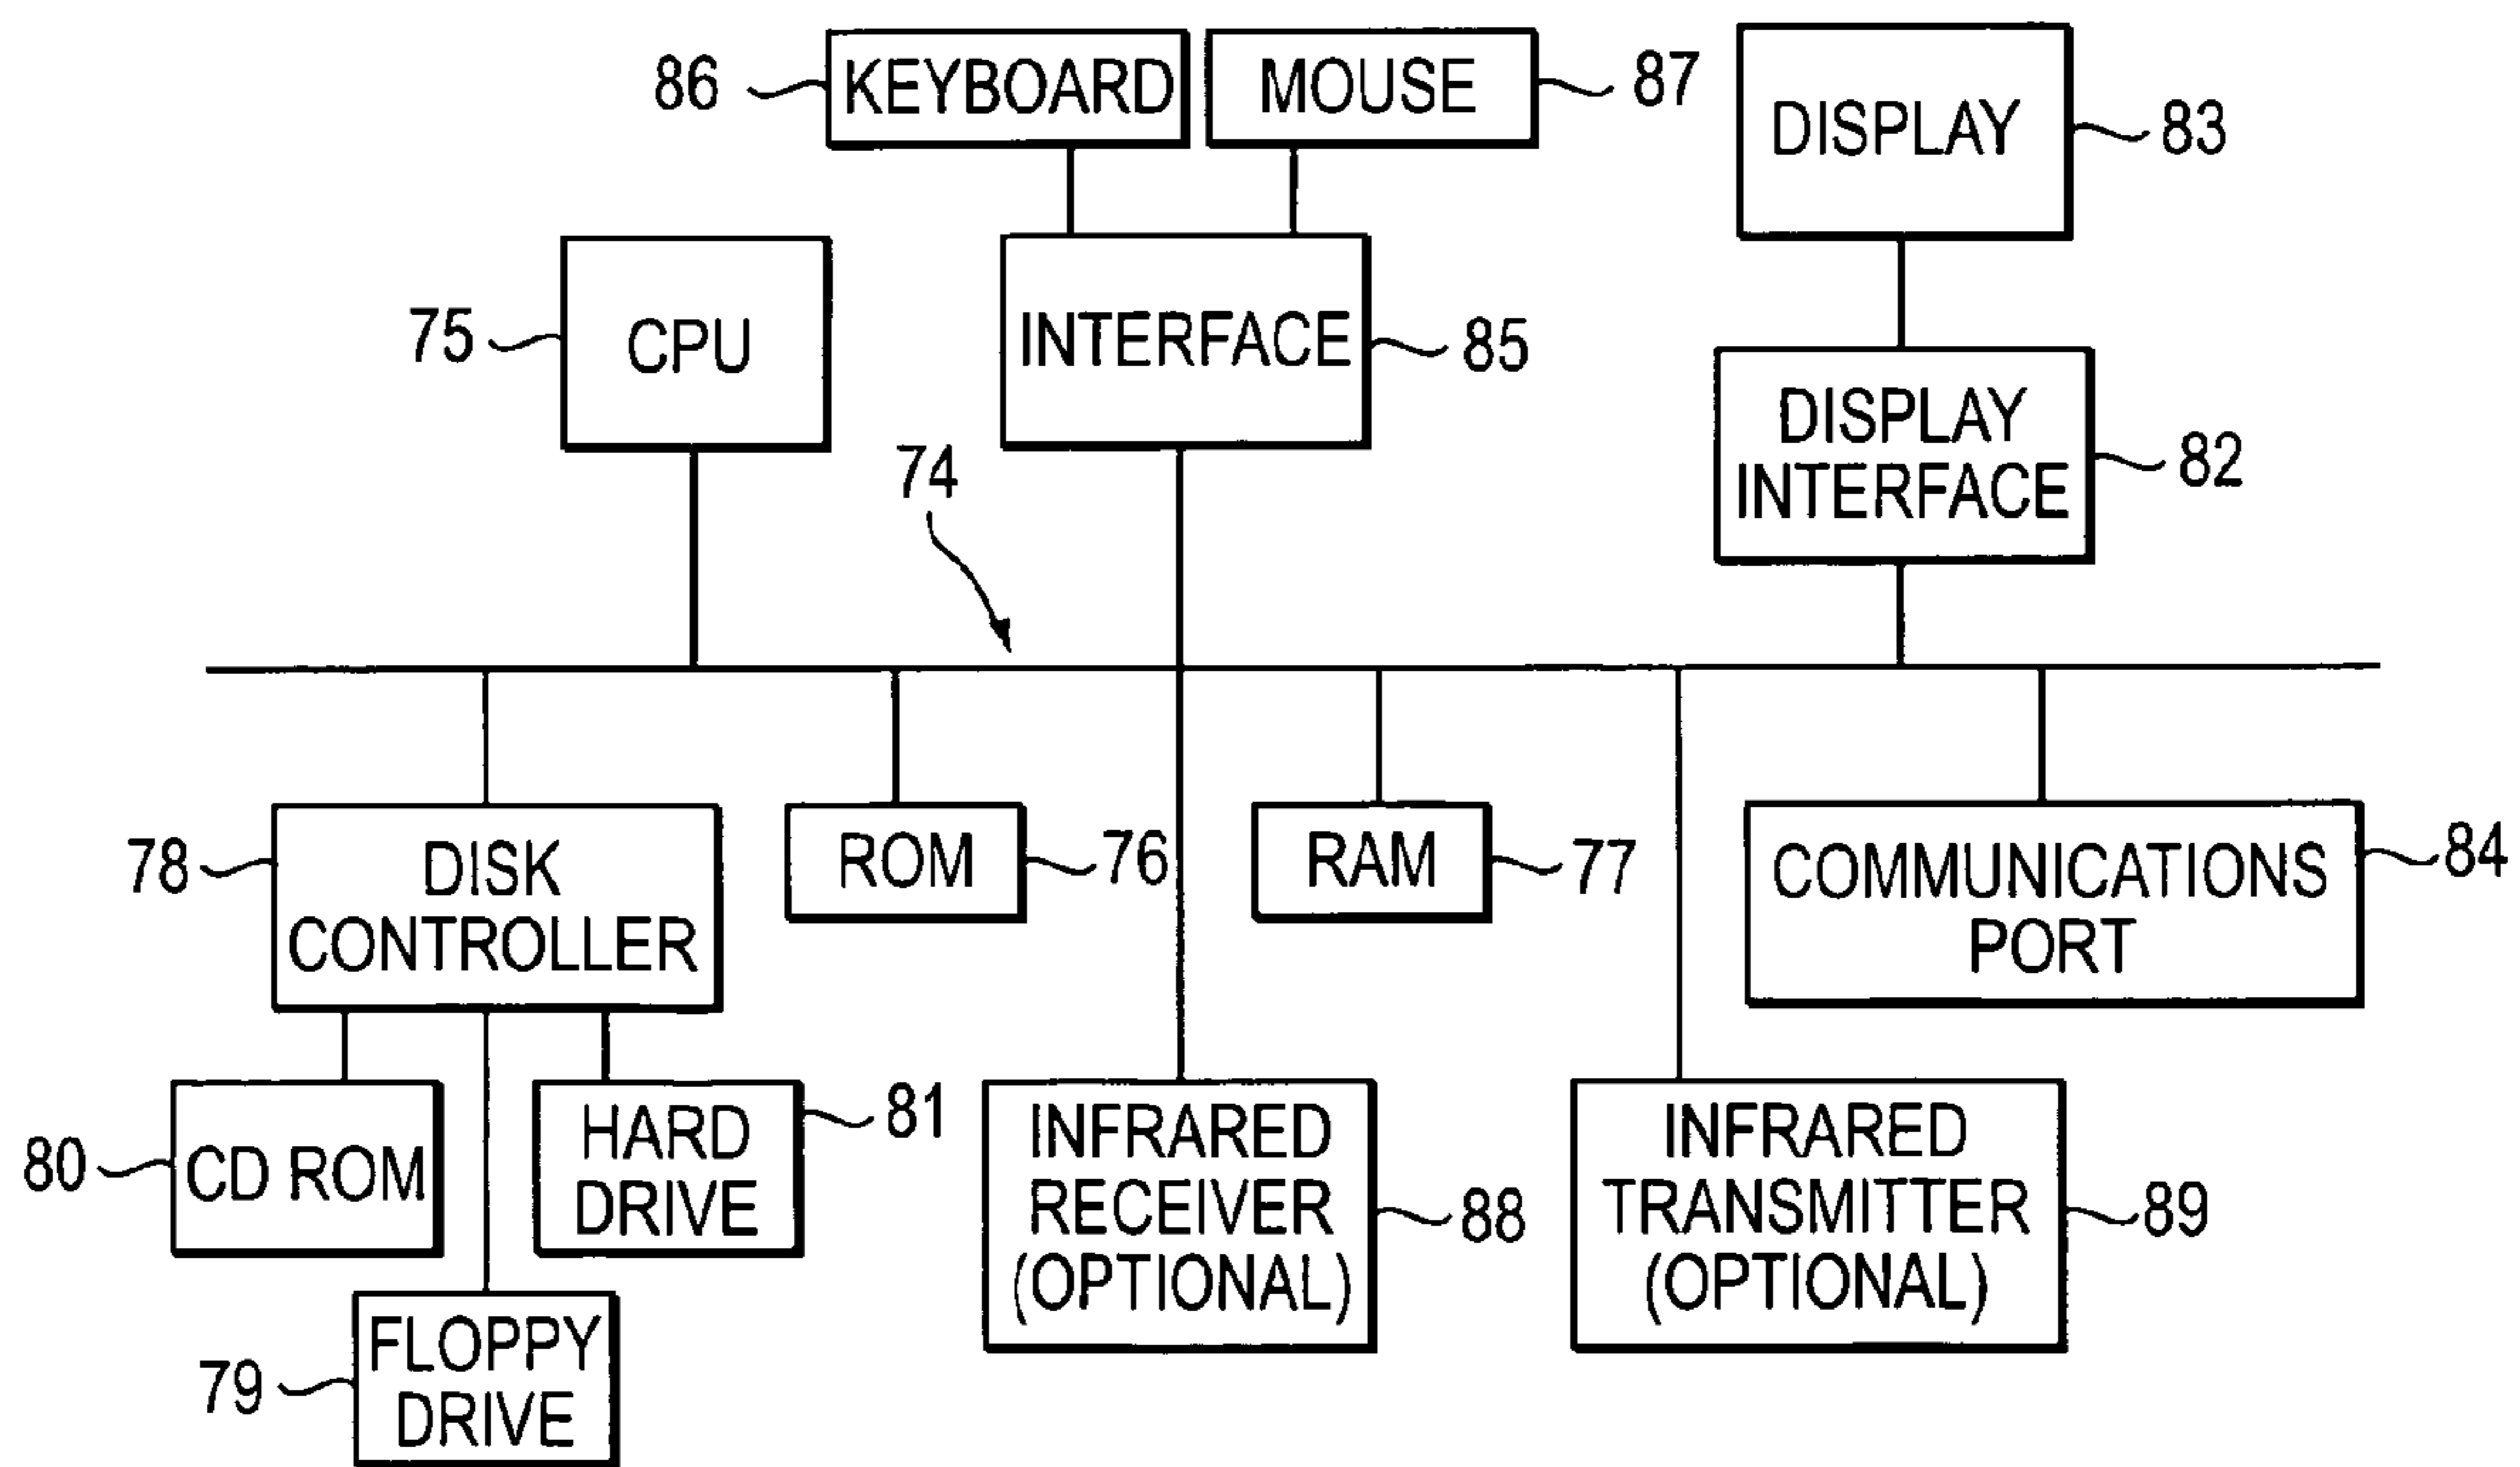 86
KEYBOARD
MOUSE
87
DISPLAY
83
75
CPU
INTERFACE
85
DISPLAY
INTERFACE
82
74
78
DISK
CONTROLLER
ROM
76
RAM
77
COMMUNICATIONS
PORT
84
80
CD ROM
HARD
DRIVE
81
INFRARED
RECEIVER
(OPTIONAL)
88
INFRARED
TRANSMITTER
(OPTIONAL)
89
79
FLOPPY
DRIVE